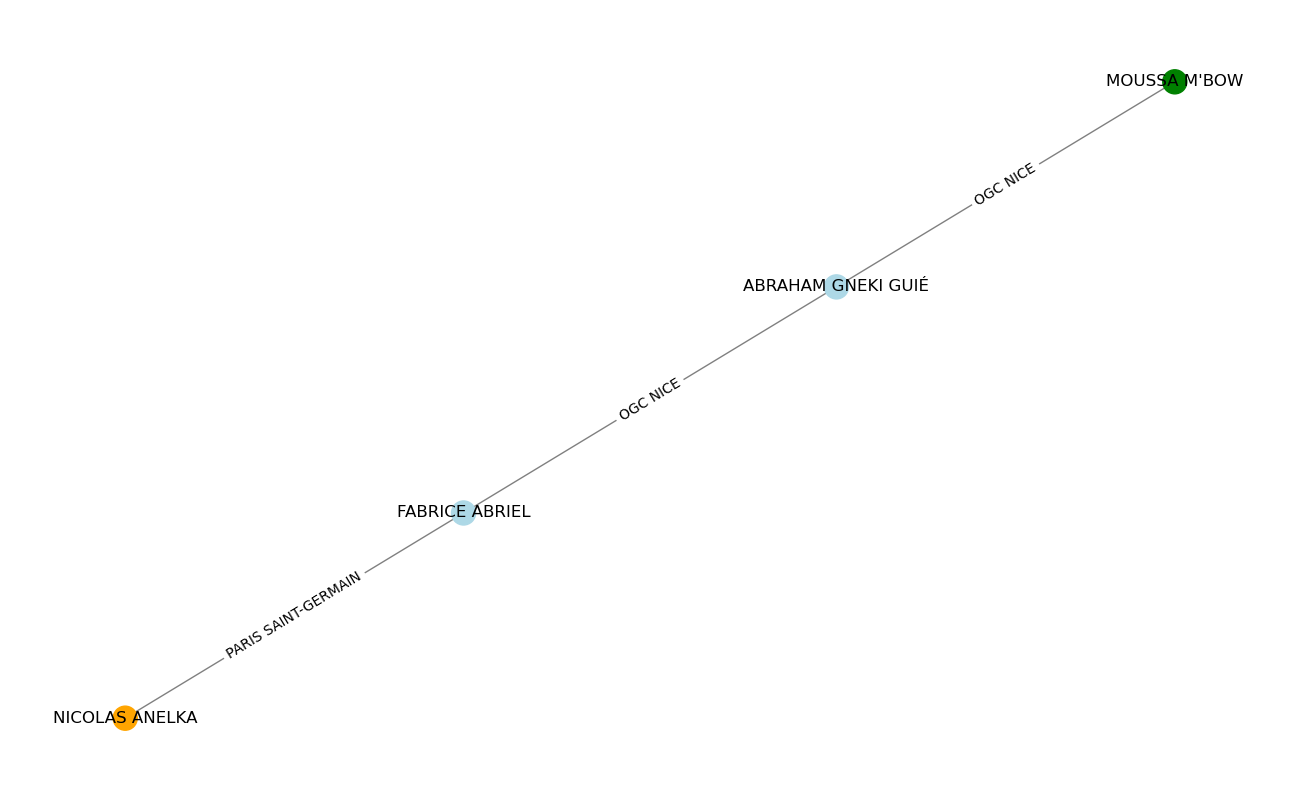 MOUSSA M'BOW
OGC NICE
ABRAHAM GNEKI GUIÉ
OGC NICE
FABRICE ABRIEL
PARIS SAINT-GERMAIN
NICOLAS ANELKA